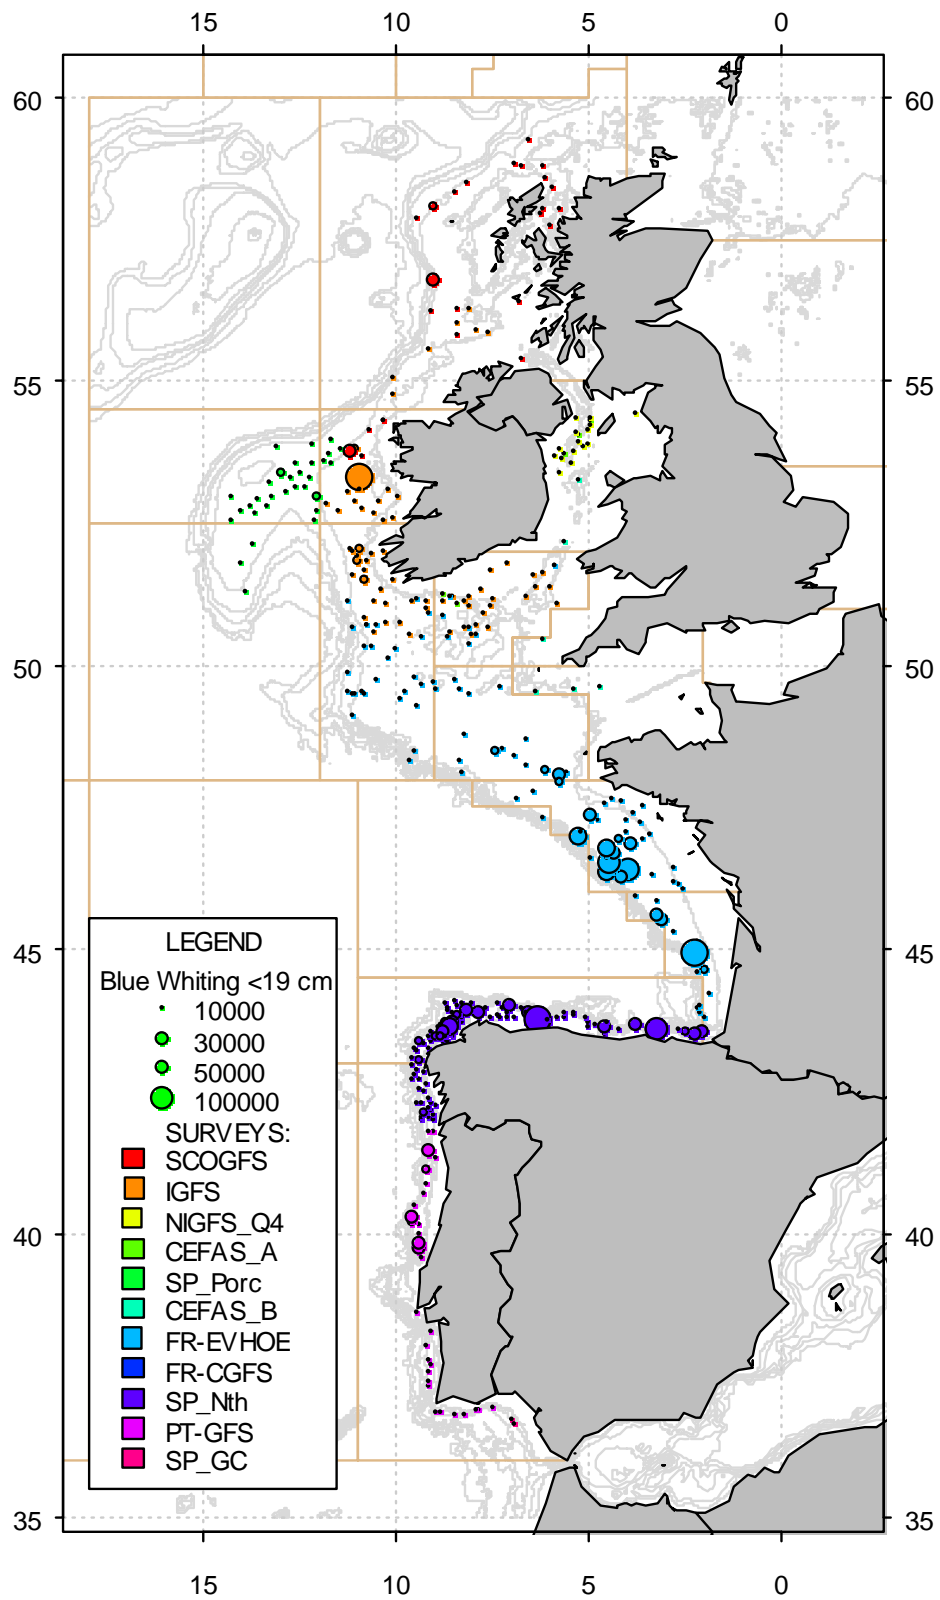 15 10 5 0
60 60
55 55
50 50
45 45
LEGEND
Blue Whiting <19 cm
10000
30000
50000
100000
SURVEYS:
SCOGFS
IGFS
NIGFS_Q4
40 40
CEFAS_A
SP_Porc
CEFAS_B
FR-EVHOE
FR-CGFS
SP_Nth
PT-GFS
SP_GC
35 35
15 10 5 0